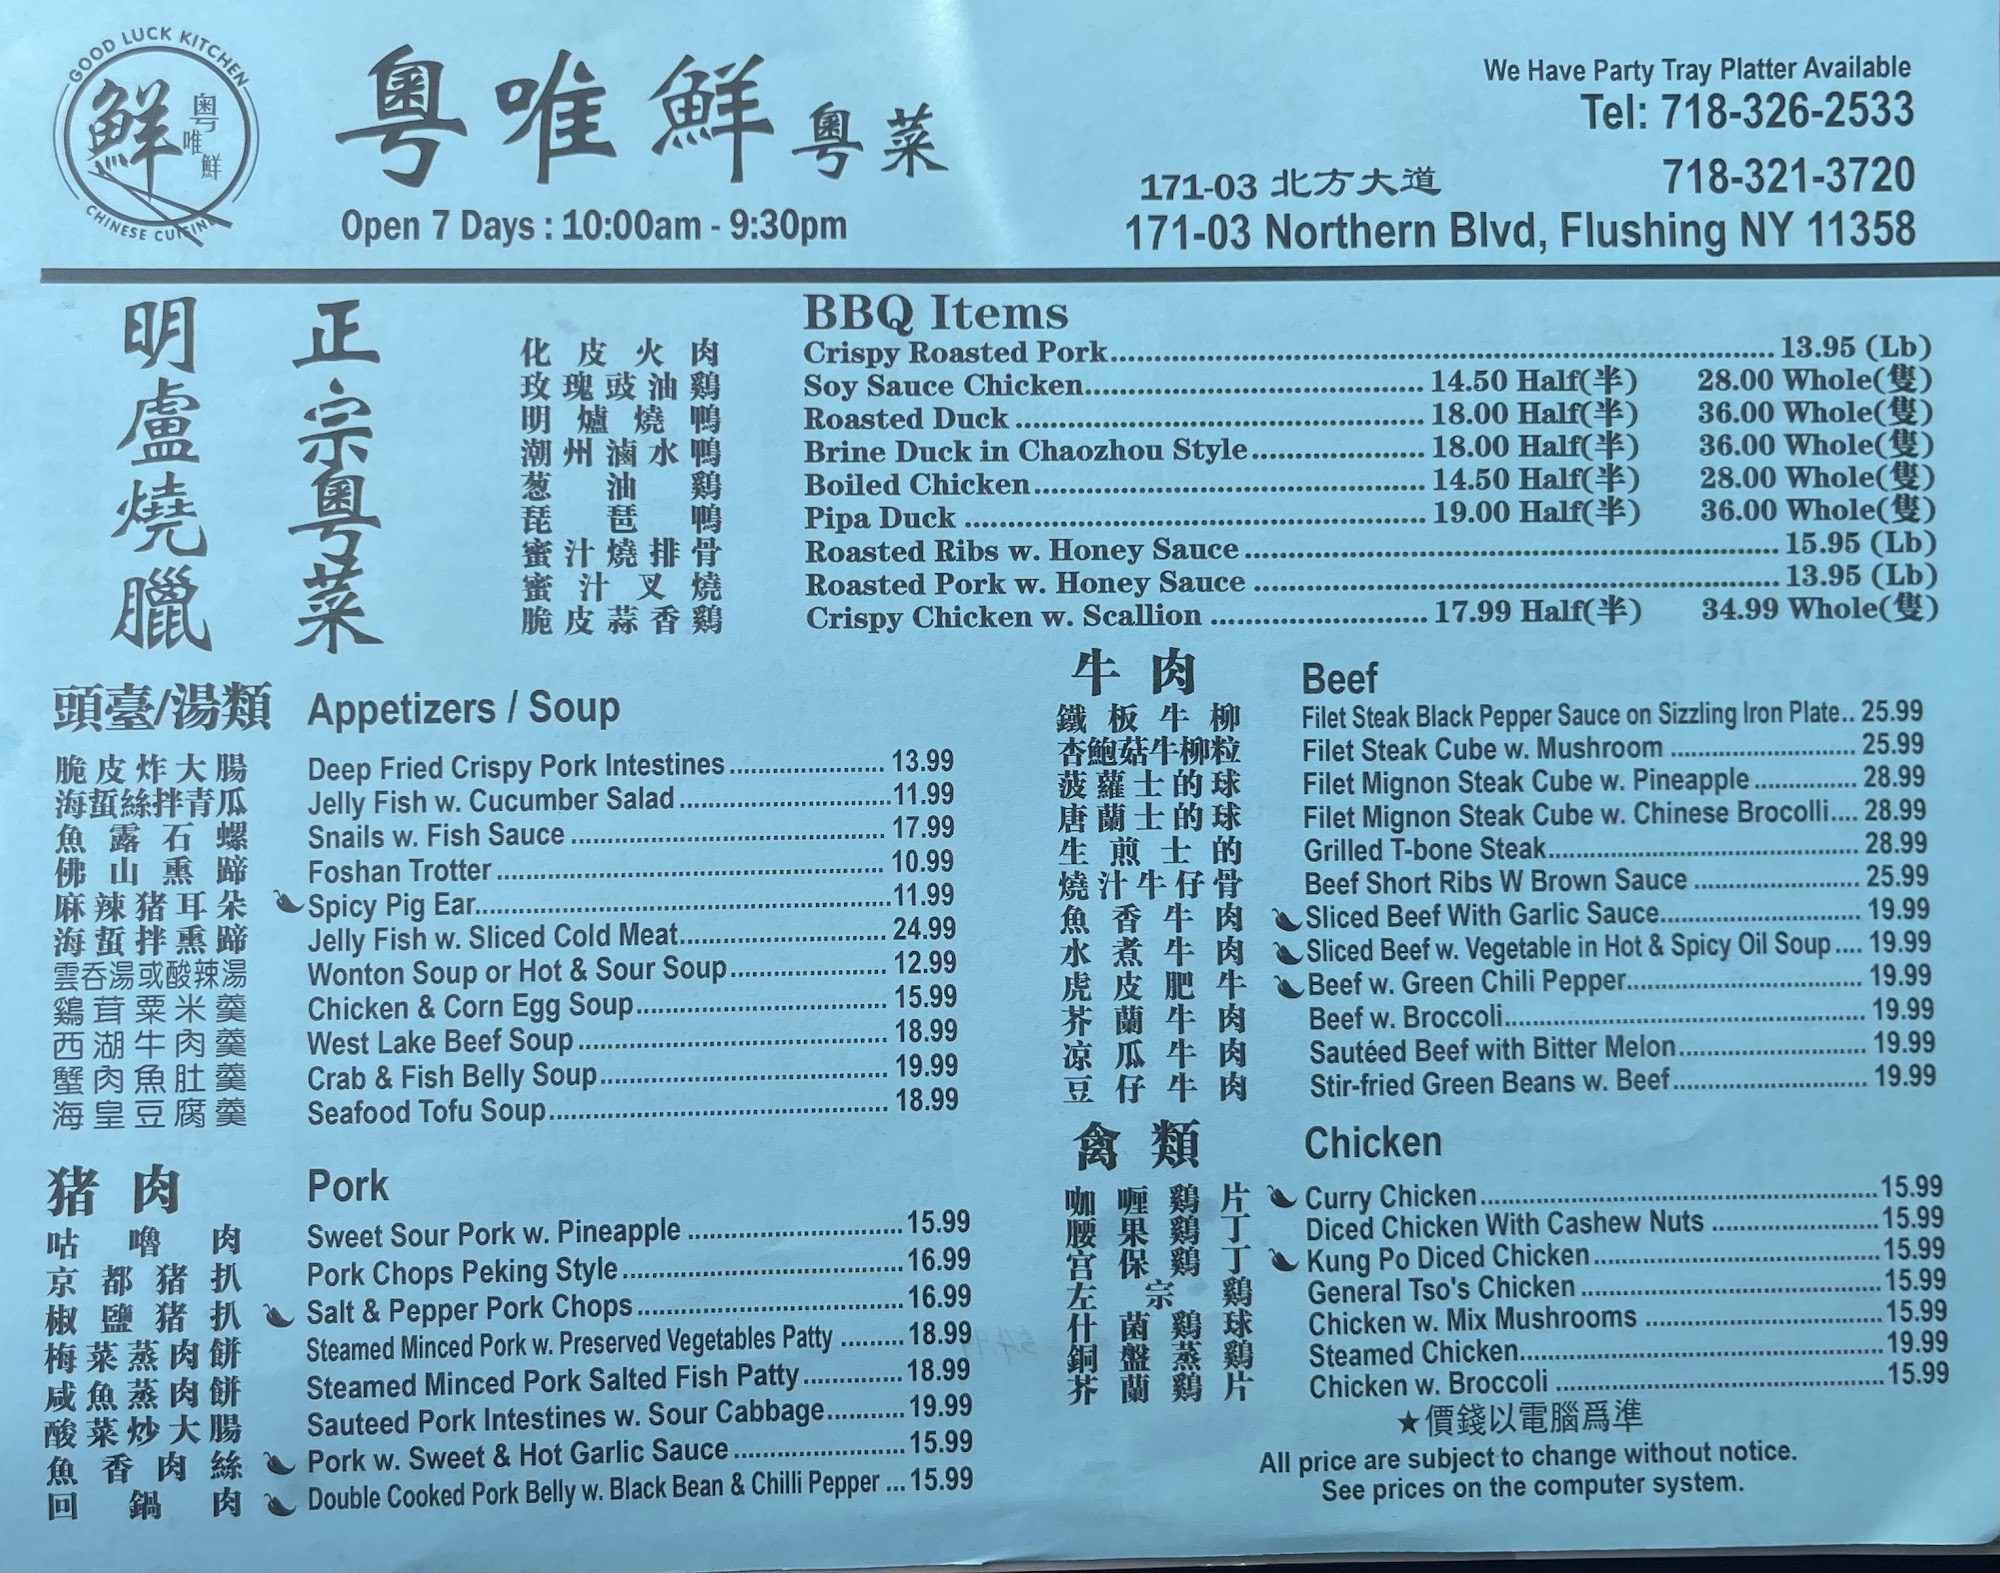 GOOD LUCK KITCHEN
鮮 粵唯鮮
CHINESE CUISINE
粵唯鮮 粵菜
Open 7 Days : 10:00am - 9:30pm
We Have Party Tray Platter Available
Tel: 718-326-2533
718-321-3720
171-03 北方大道
171-03 Northern Blvd, Flushing NY 11358
明盧燒臘
正宗粵菜
BBQ Items
化皮火肉 Crispy Roasted Pork 13.95 (Lb)
玫瑰豉油鷄 Soy Sauce Chicken 14.50 Half(半) 28.00 Whole(隻)
明爐燒鴨 Roasted Duck 18.00 Half(半) 36.00 Whole(隻)
潮州滷水鴨 Brine Duck in Chaozhou Style 18.00 Half(半) 36.00 Whole(隻)
葱油鷄 Boiled Chicken 14.50 Half(半) 28.00 Whole(隻)
琵琶鴨 Pipa Duck 19.00 Half(半) 36.00 Whole(隻)
蜜汁燒排骨 Roasted Ribs w. Honey Sauce 15.95 (Lb)
蜜汁叉燒 Roasted Pork w. Honey Sauce 13.95 (Lb)
脆皮蒜香鷄 Crispy Chicken w. Scallion 17.99 Half(半) 34.99 Whole(隻)
頭臺/湯類 Appetizers / Soup
脆皮炸大腸 Deep Fried Crispy Pork Intestines 13.99
海蜇絲拌青瓜 Jelly Fish w. Cucumber Salad 11.99
魚露石螺 Snails w. Fish Sauce 17.99
佛山熏蹄 Foshan Trotter 10.99
麻辣猪耳朵 Spicy Pig Ear 11.99
海蜇拌熏蹄 Jelly Fish w. Sliced Cold Meat 24.99
雲吞湯或酸辣湯 Wonton Soup or Hot & Sour Soup 12.99
鷄茸粟米羹 Chicken & Corn Egg Soup 15.99
西湖牛肉羹 West Lake Beef Soup 18.99
蟹肉魚肚羹 Crab & Fish Belly Soup 19.99
海皇豆腐羹 Seafood Tofu Soup 18.99
猪肉 Pork
咕嚕肉 Sweet Sour Pork w. Pineapple 15.99
京都猪扒 Pork Chops Peking Style 16.99
椒鹽猪扒 Salt & Pepper Pork Chops 16.99
梅菜蒸肉餅 Steamed Minced Pork w. Preserved Vegetables Patty 18.99
咸魚蒸肉餅 Steamed Minced Pork Salted Fish Patty 18.99
酸菜炒大腸 Sauteed Pork Intestines w. Sour Cabbage 19.99
魚香肉絲 Pork w. Sweet & Hot Garlic Sauce 15.99
回鍋肉 Double Cooked Pork Belly w. Black Bean & Chilli Pepper 15.99
牛肉 Beef
鐵板牛柳 Filet Steak Black Pepper Sauce on Sizzling Iron Plate 25.99
杏鮑菇牛柳粒 Filet Steak Cube w. Mushroom 25.99
菠蘿士的球 Filet Mignon Steak Cube w. Pineapple 28.99
唐蘭士的球 Filet Mignon Steak Cube w. Chinese Brocolli 28.99
生煎士的 Grilled T-bone Steak 28.99
燒汁牛仔骨 Beef Short Ribs W Brown Sauce 25.99
魚香牛肉 Sliced Beef With Garlic Sauce 19.99
水煮牛肉 Sliced Beef w. Vegetable in Hot & Spicy Oil Soup 19.99
虎皮肥牛 Beef w. Green Chili Pepper 19.99
芥蘭牛肉 Beef w. Broccoli 19.99
凉瓜牛肉 Sautéed Beef with Bitter Melon 19.99
豆仔牛肉 Stir-fried Green Beans w. Beef 19.99
禽類 Chicken
咖喱鷄片 Curry Chicken 15.99
腰果鷄丁 Diced Chicken With Cashew Nuts 15.99
宫保鷄丁 Kung Po Diced Chicken 15.99
左宗鷄 General Tso's Chicken 15.99
什菌鷄球 Chicken w. Mix Mushrooms 15.99
銅盤蒸鷄 Steamed Chicken 19.99
芥蘭鷄片 Chicken w. Broccoli 15.99
★價錢以電腦爲準
All price are subject to change without notice.
See prices on the computer system.